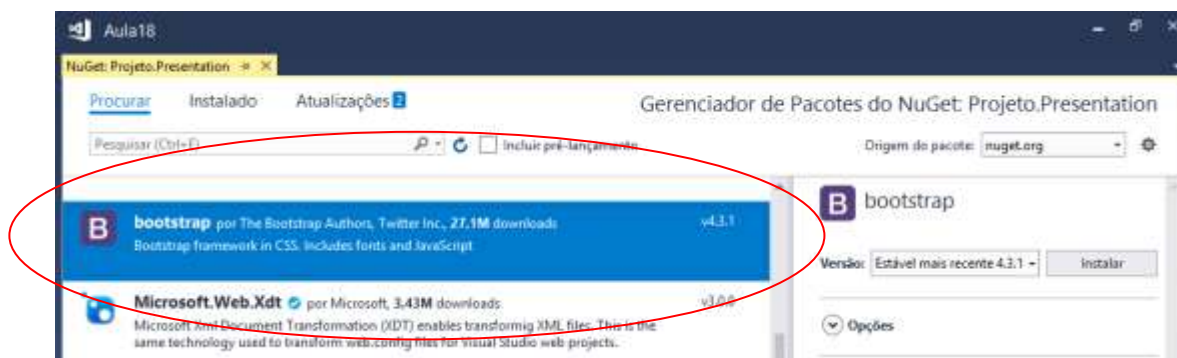 Aula18
NuGet: Projeto.Presentation
Procurar Instalado Atualizações 2
Gerenciador de Pacotes do NuGet: Projeto.Presentation
Pesquisar (Ctrl+E) Incluir pré-lançamento Origem do pacote: nuget.org
B bootstrap por The Bootstrap Authors, Twitter Inc., 27.1M downloads v4.3.1
Bootstrap framework in CSS. Includes fonts and JavaScript
Microsoft.Web.Xdt por Microsoft, 3,43M downloads v3.0.0
Microsoft Xml Document Transformation (XDT) enables transformig XML files. This is the
same technology used to transform web.config files for Visual Studio web projects.
B bootstrap
Versão: Estável mais recente 4.3.1 Instalar
Opções